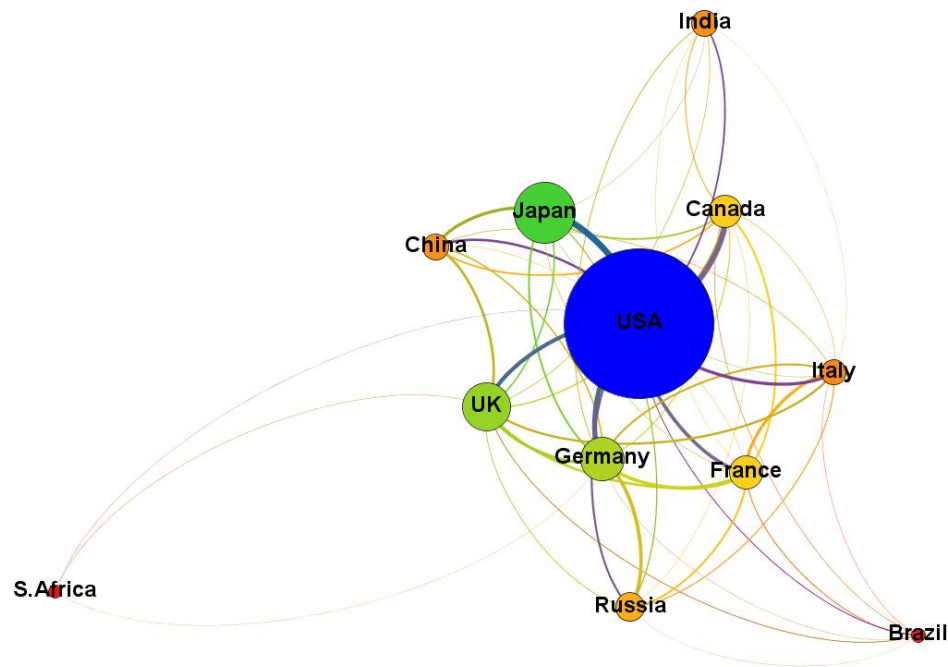 India
Japan
Canada
China
USA
Italy
UK
Germany
France
S.Africa
Russia
Brazil